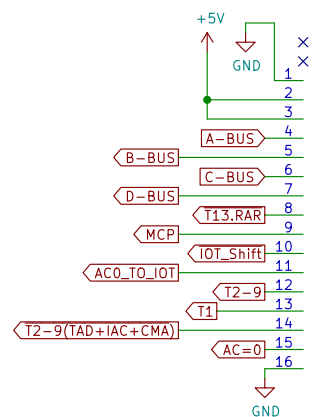 +5V
GND
1
2
3
A-BUS 4
B-BUS 5
C-BUS 6
D-BUS 7
T13.RAR 8
MCP 9
IOT_Shift 10
AC0_TO_IOT 11
T2-9 12
T1 13
T2-9(TAD+IAC+CMA) 14
AC=0 15
16
GND